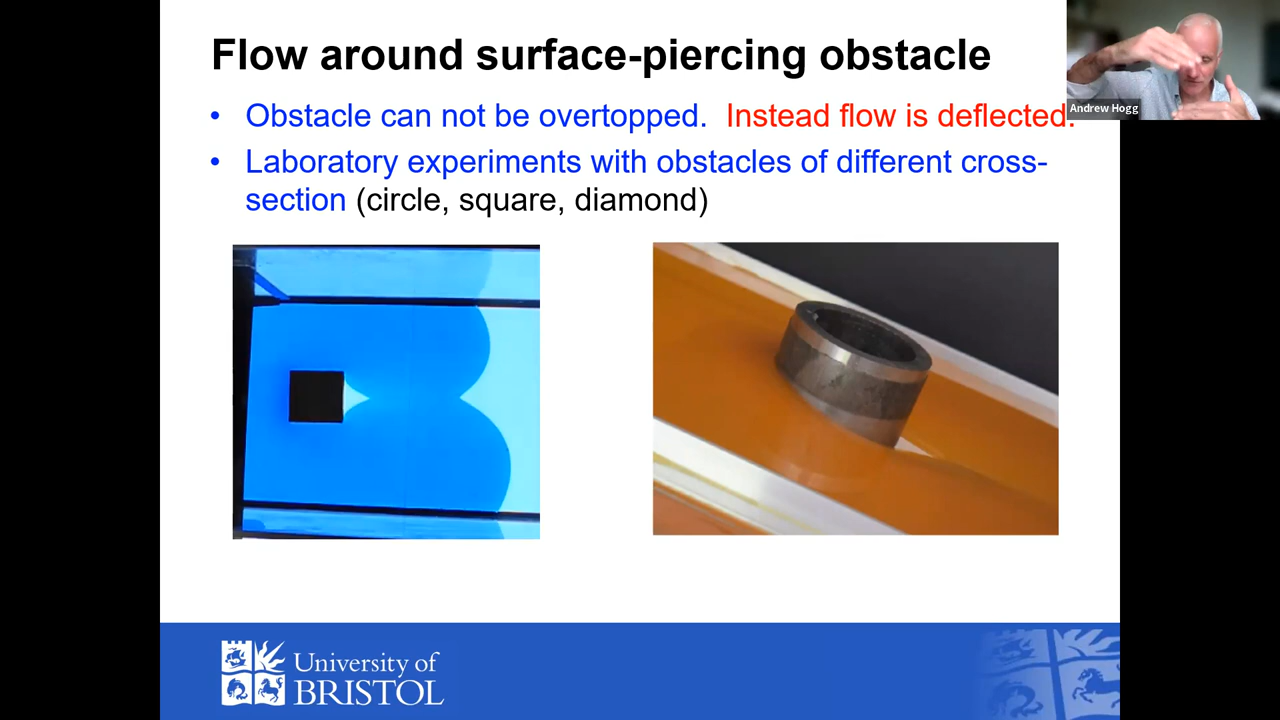 Flow around surface-piercing obstacle
• Obstacle can not be overtopped. Instead flow is deflected.
• Laboratory experiments with obstacles of different cross-
section (circle, square, diamond)
Andrew Hogg
University of
BRISTOL